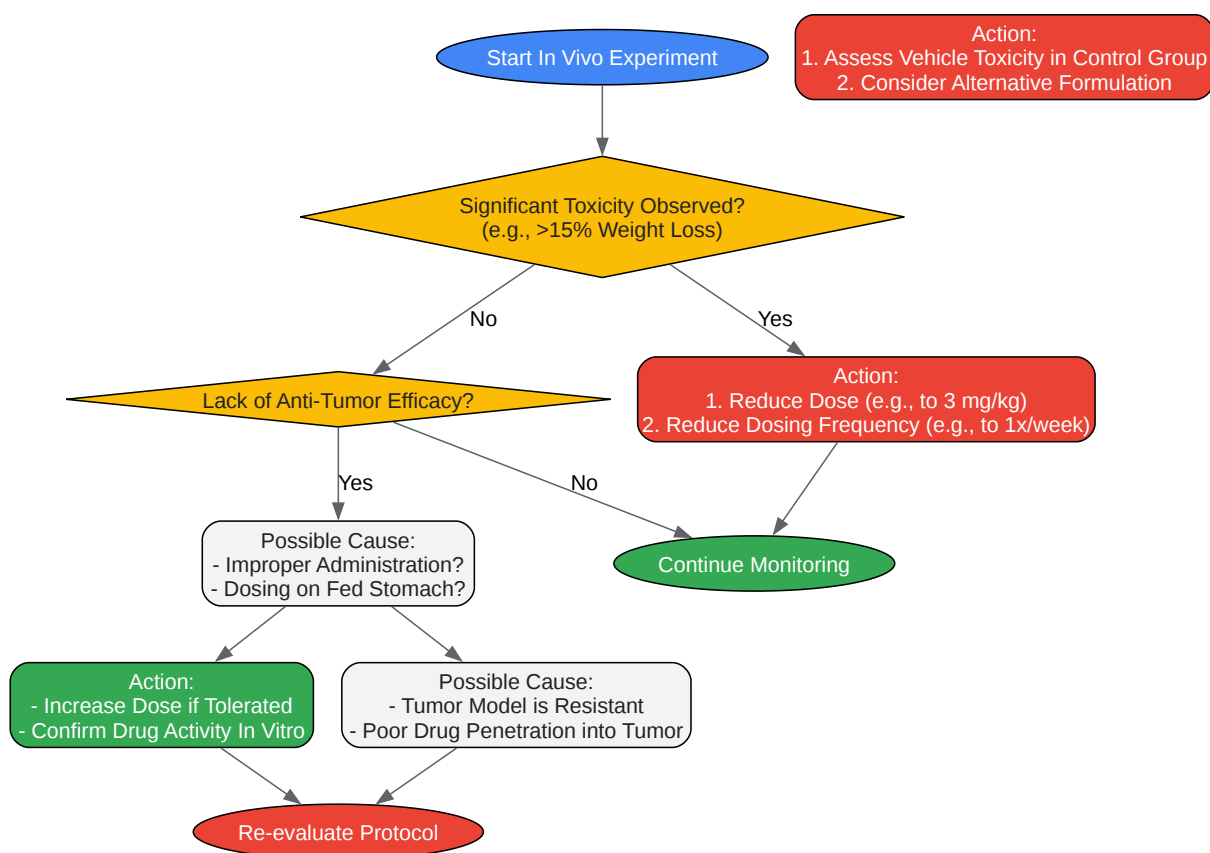 Start In Vivo Experiment
Action:
1. Assess Vehicle Toxicity in Control Group
2. Consider Alternative Formulation
Significant Toxicity Observed?
(e.g., >15% Weight Loss)
No
Yes
Lack of Anti-Tumor Efficacy?
Action:
1. Reduce Dose (e.g., to 3 mg/kg)
2. Reduce Dosing Frequency (e.g., to 1x/week)
Yes
No
Possible Cause:
- Improper Administration?
- Dosing on Fed Stomach?
Continue Monitoring
Action:
- Increase Dose if Tolerated
- Confirm Drug Activity In Vitro
Possible Cause:
- Tumor Model is Resistant
- Poor Drug Penetration into Tumor
Re-evaluate Protocol